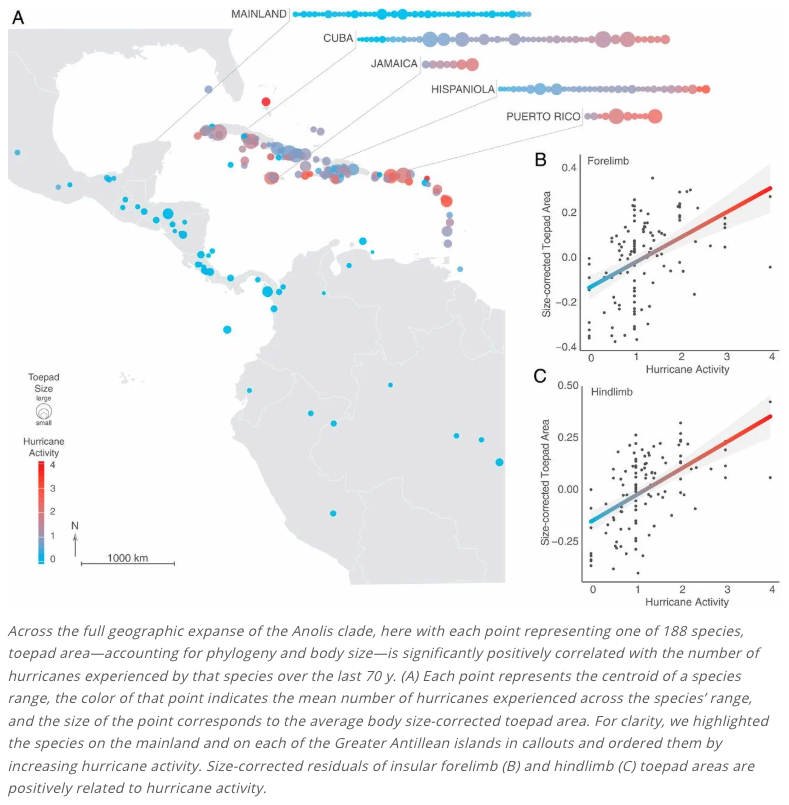 A
MAINLAND
CUBA
JAMAICA
HISPANIOLA
PUERTO RICO
B
Forelimb
0.4
0.2
0.0
−0.2
−0.4
Size-corrected Toepad Area
0 1 2 3 4
Hurricane Activity
C
Hindlimb
0.50
0.25
0.00
−0.25
Size-corrected Toepad Area
0 1 2 3 4
Hurricane Activity
Toepad
Size
large
small
Hurricane
Activity
4
3
2
1
0
N
1000 km
Across the full geographic expanse of the Anolis clade, here with each point representing one of 188 species,
toepad area—accounting for phylogeny and body size—is significantly positively correlated with the number of
hurricanes experienced by that species over the last 70 y. (A) Each point represents the centroid of a species
range, the color of that point indicates the mean number of hurricanes experienced across the species’ range,
and the size of the point corresponds to the average body size-corrected toepad area. For clarity, we highlighted
the species on the mainland and on each of the Greater Antillean islands in callouts and ordered them by
increasing hurricane activity. Size-corrected residuals of insular forelimb (B) and hindlimb (C) toepad areas are
positively related to hurricane activity.